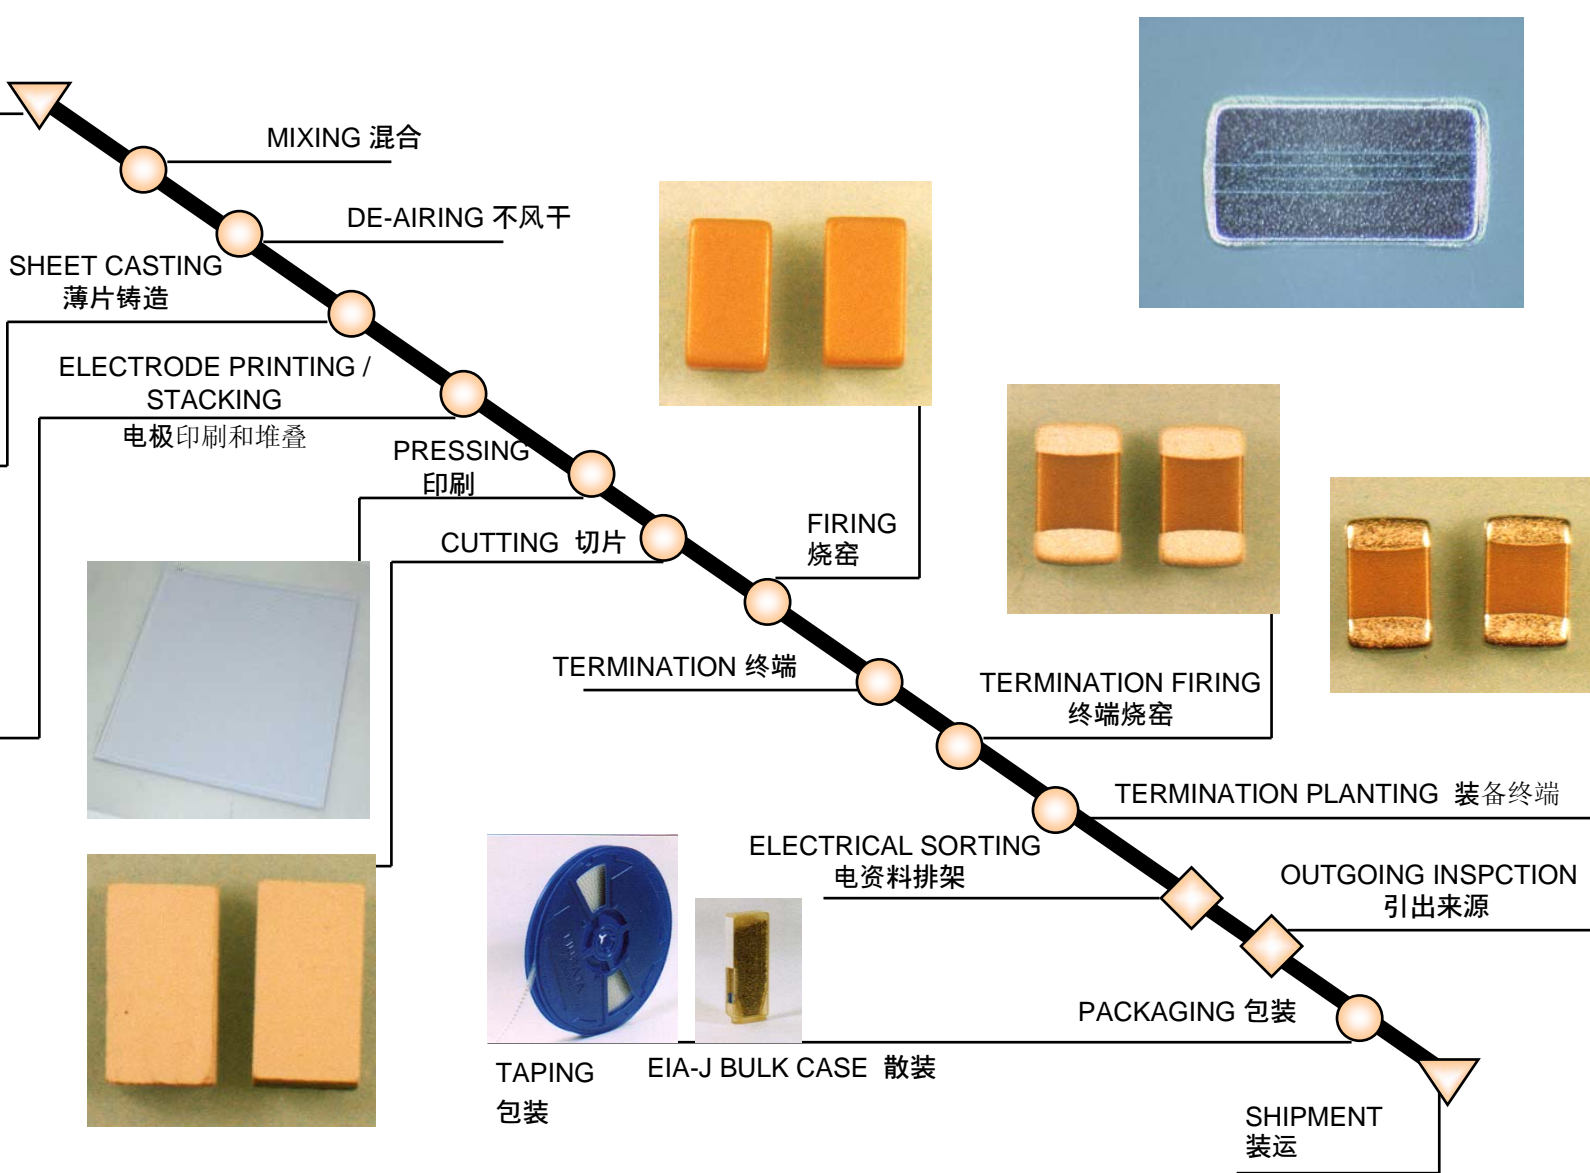 MIXING 混合
DE-AIRING 不风干
SHEET CASTING
薄片铸造
ELECTRODE PRINTING /
STACKING
电极印刷和堆叠
PRESSING
印刷
CUTTING 切片
FIRING
烧窑
TERMINATION 终端
TERMINATION FIRING
终端烧窑
TERMINATION PLANTING 装备终端
ELECTRICAL SORTING
电资料排架
OUTGOING INSPCTION
引出来源
PACKAGING 包装
TAPING
包装
EIA-J BULK CASE 散装
SHIPMENT
装运